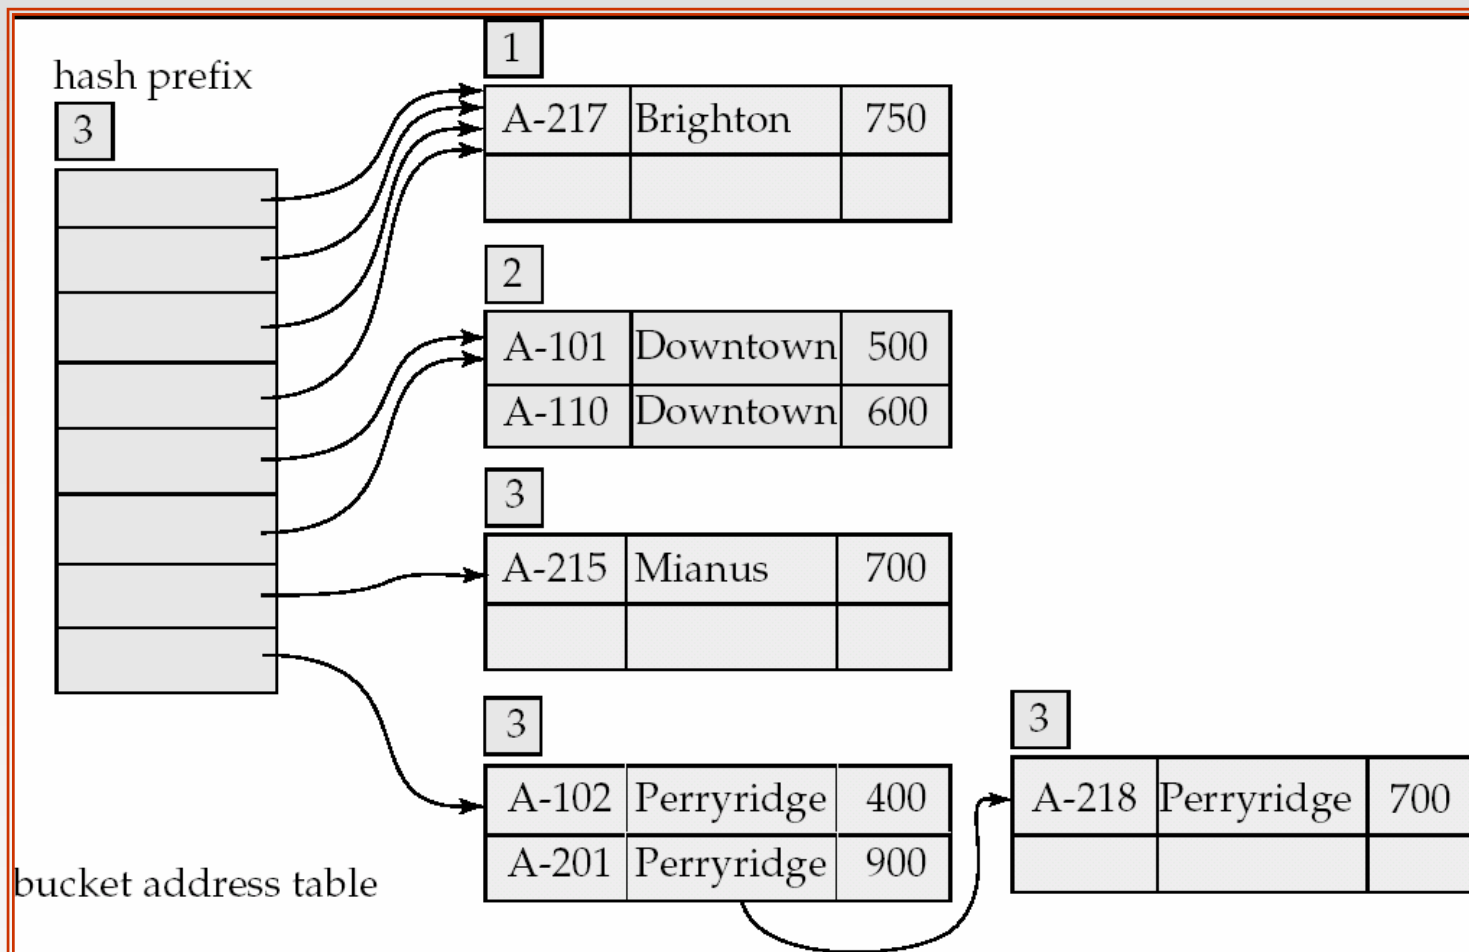 hash prefix
3
1
A-217 Brighton 750
2
A-101 Downtown 500
A-110 Downtown 600
3
A-215 Mianus 700
3
A-102 Perryridge 400
A-201 Perryridge 900
3
A-218 Perryridge 700
bucket address table